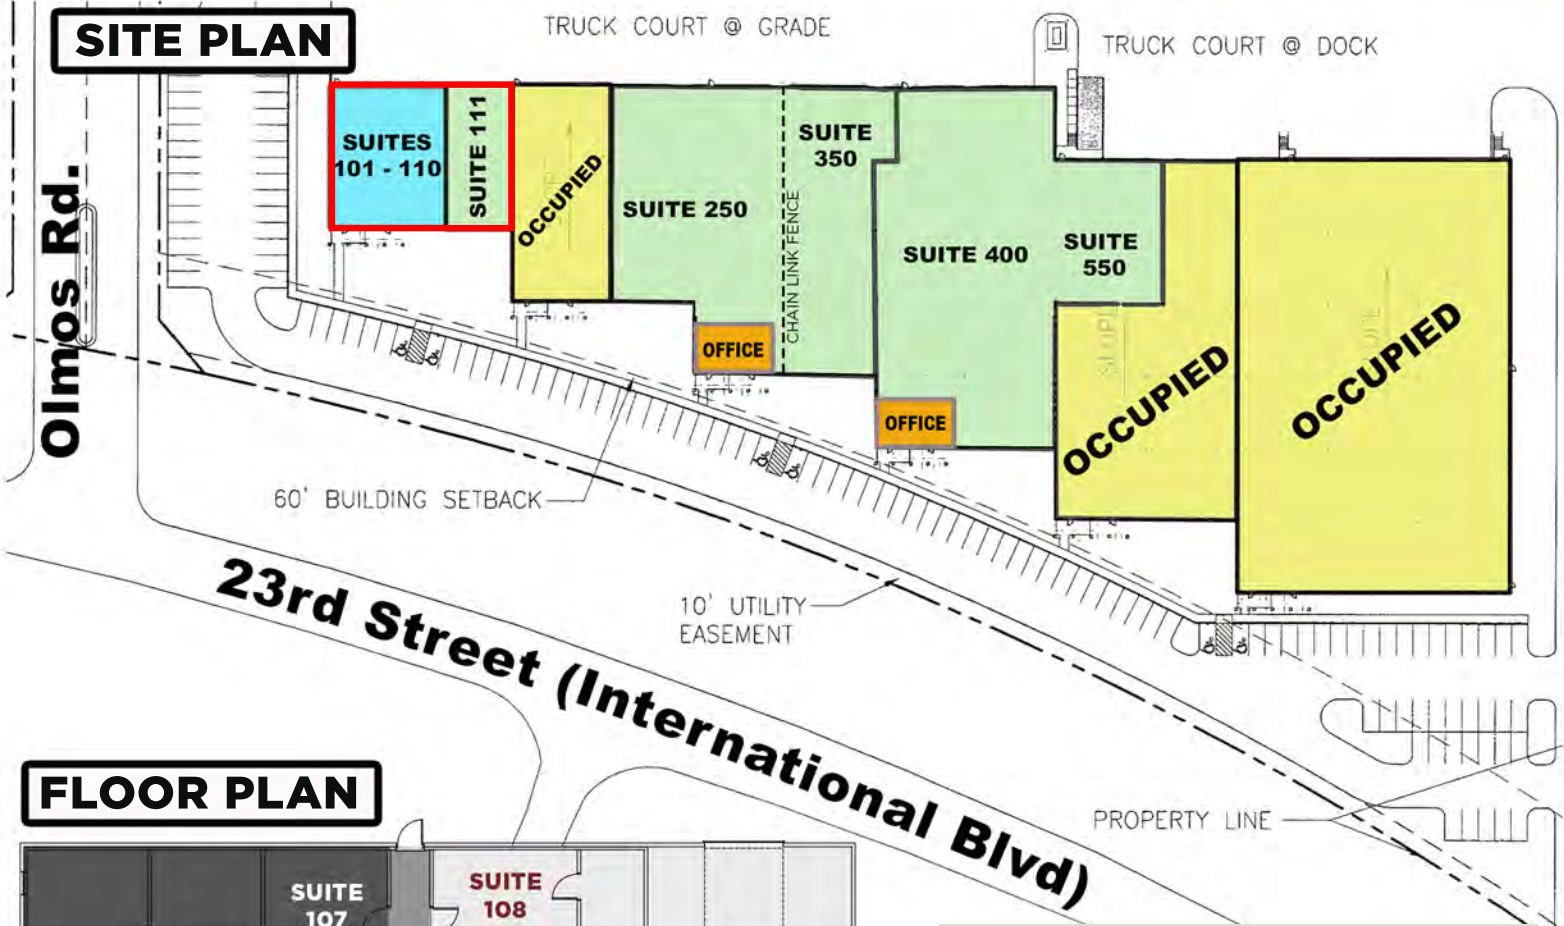 SITE PLAN
TRUCK COURT @ GRADE
TRUCK COURT @ DOCK
SUITES
101 - 110
SUITE 111
OCCUPIED
SUITE 250
CHAIN LINK FENCE
SUITE
350
SUITE 400
SUITE
550
OFFICE
OFFICE
OCCUPIED
OCCUPIED
Olmos Rd.
60' BUILDING SETBACK
10' UTILITY
EASEMENT
23rd Street (International Blvd)
PROPERTY LINE
FLOOR PLAN
SUITE
107
SUITE
108